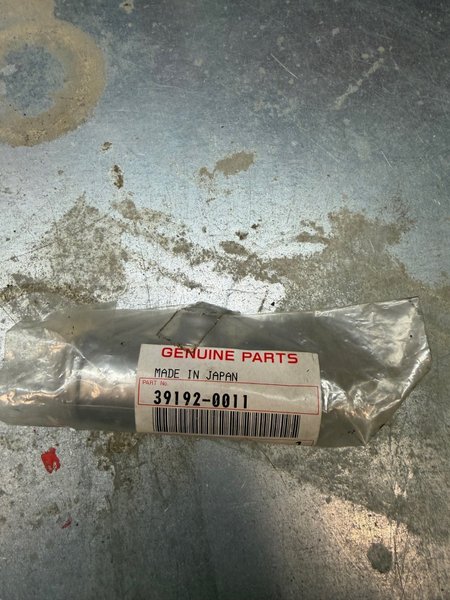 GENUINE PARTS
MADE IN JAPAN
PART No.
39192-0011